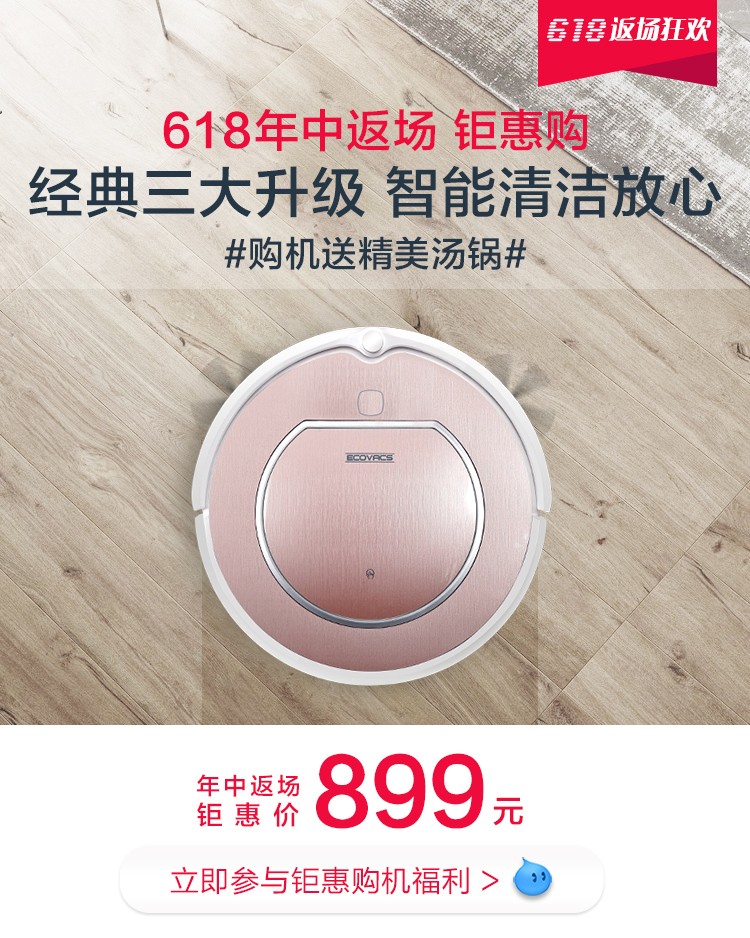 618返场狂欢
618年中返场 钜惠购
经典三大升级 智能清洁放心
#购机送精美汤锅#
ECOVACS
年中返场
钜惠价
899元
立即参与钜惠购机福利 >